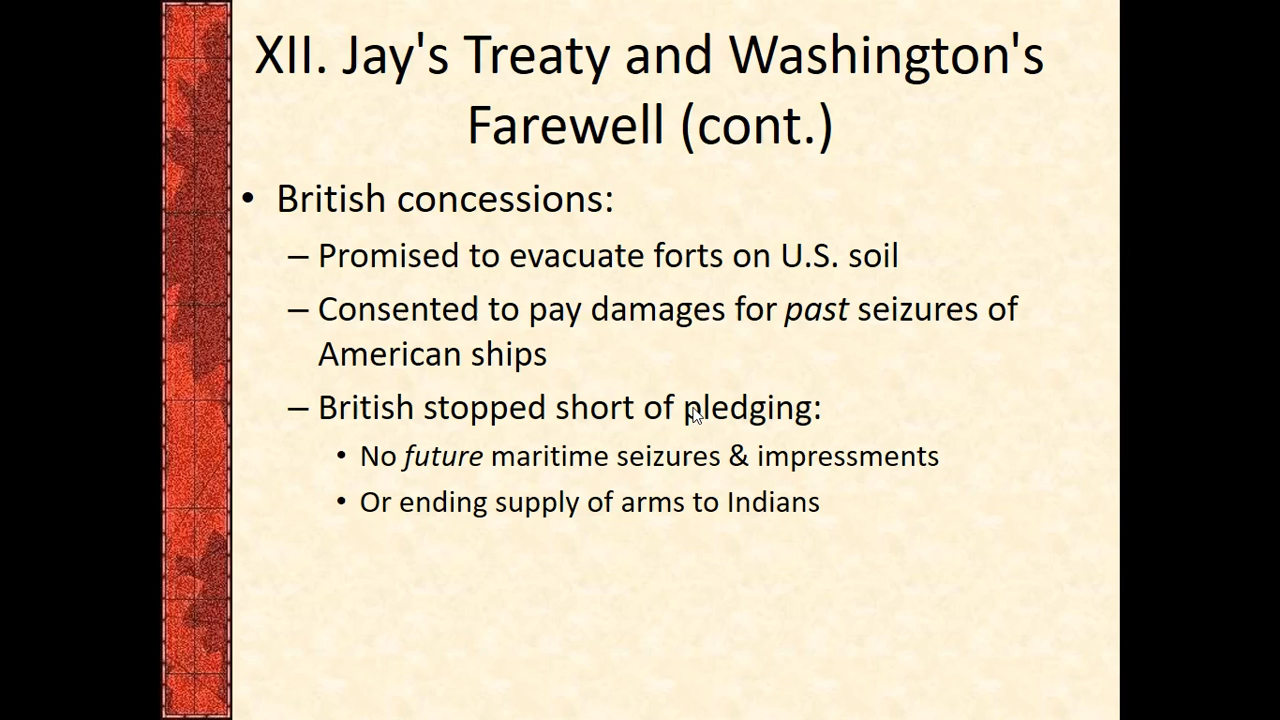 XII. Jay's Treaty and Washington's
Farewell (cont.)
• British concessions:
– Promised to evacuate forts on U.S. soil
– Consented to pay damages for past seizures of
American ships
– British stopped short of pledging:
• No future maritime seizures & impressments
• Or ending supply of arms to Indians